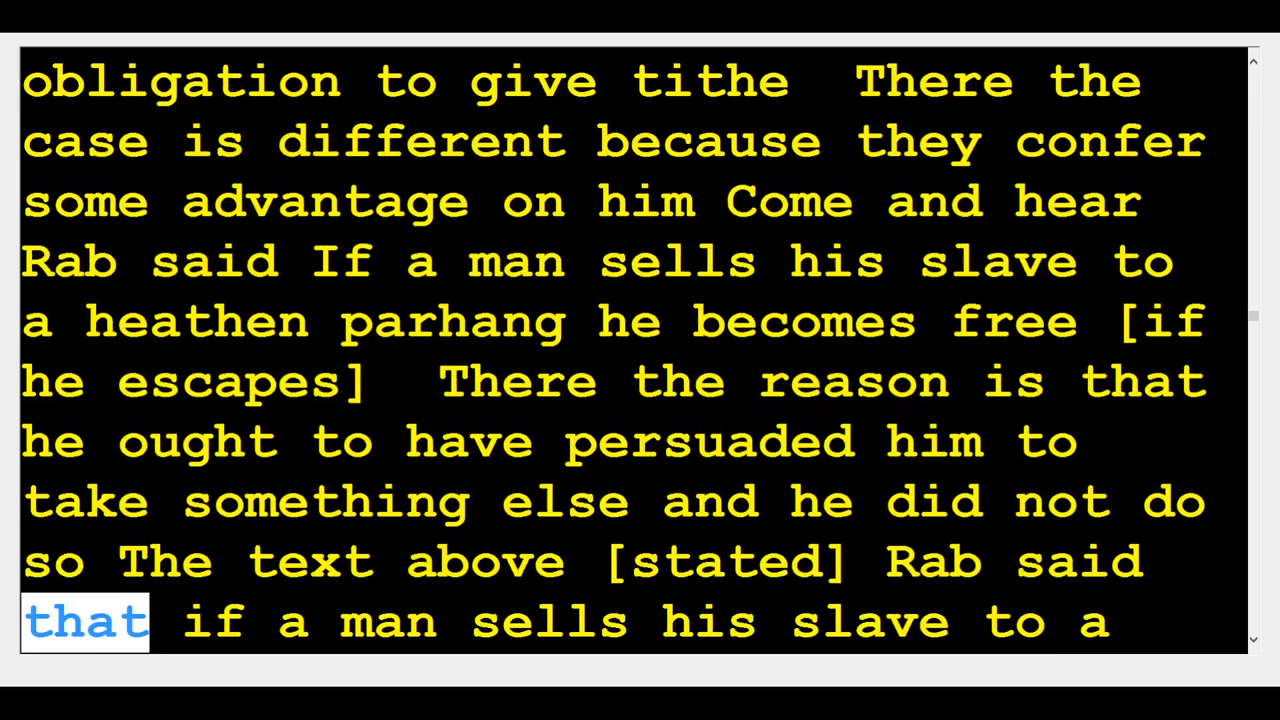 obligation to give tithe  There the
case is different because they confer
some advantage on him Come and hear
Rab said If a man sells his slave to
a heathen parhang he becomes free [if
he escapes]  There the reason is that
he ought to have persuaded him to
take something else and he did not do
so The text above [stated] Rab said
that if a man sells his slave to a